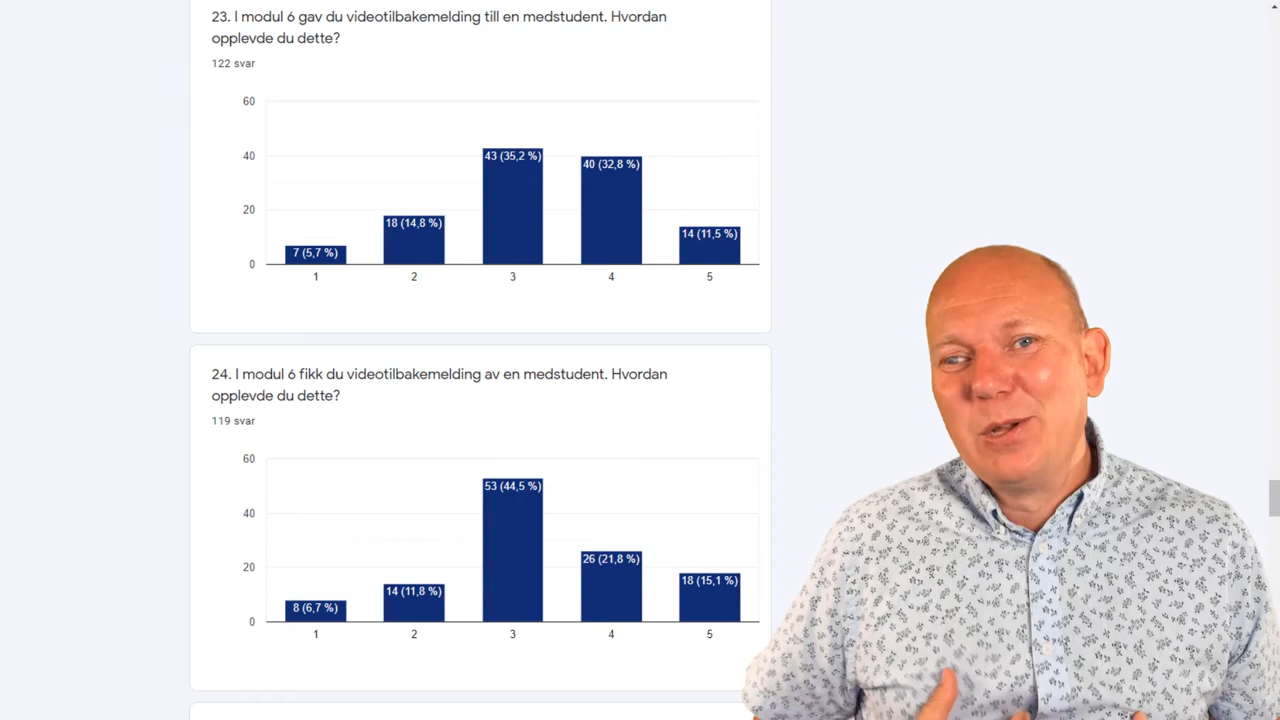 23. I modul 6 gav du videotilbakemelding till en medstudent. Hvordan
opplevde du dette?
122 svar
60
40
20
0
7 (5,7 %)
18 (14,8 %)
43 (35,2 %)
40 (32,8 %)
14 (11,5 %)
1 2 3 4 5
24. I modul 6 fikk du videotilbakemelding av en medstudent. Hvordan
opplevde du dette?
119 svar
60
40
20
0
8 (6,7 %)
14 (11,8 %)
53 (44,5 %)
26 (21,8 %)
18 (15,1 %)
1 2 3 4 5